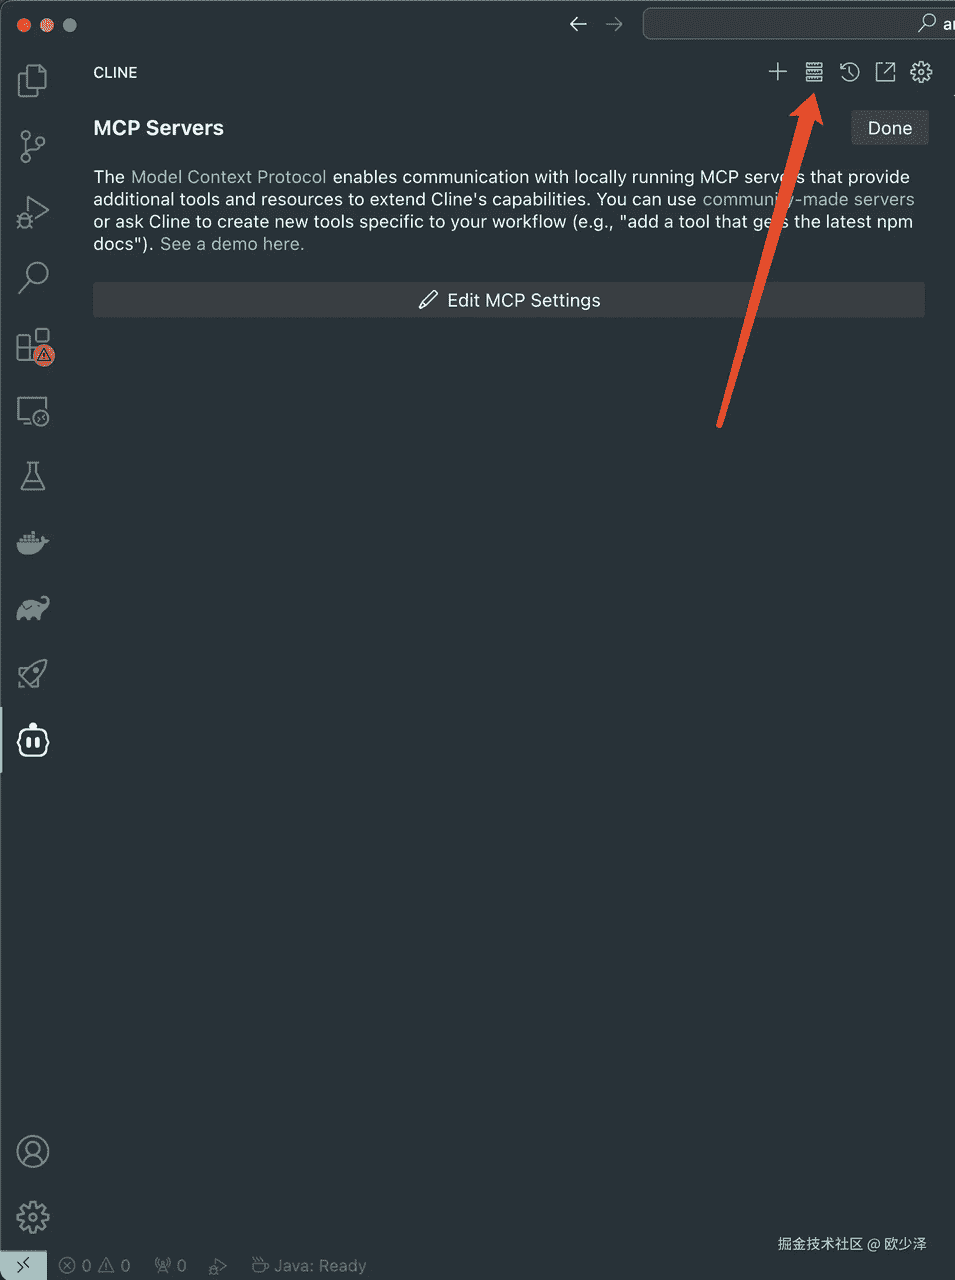 CLINE
MCP Servers
Done
The Model Context Protocol enables communication with locally running MCP servers that provide
additional tools and resources to extend Cline's capabilities. You can use community-made servers
or ask Cline to create new tools specific to your workflow (e.g., "add a tool that gets the latest npm
docs"). See a demo here.
Edit MCP Settings
掘金技术社区 @ 欧少泽
0 0 0 Java: Ready